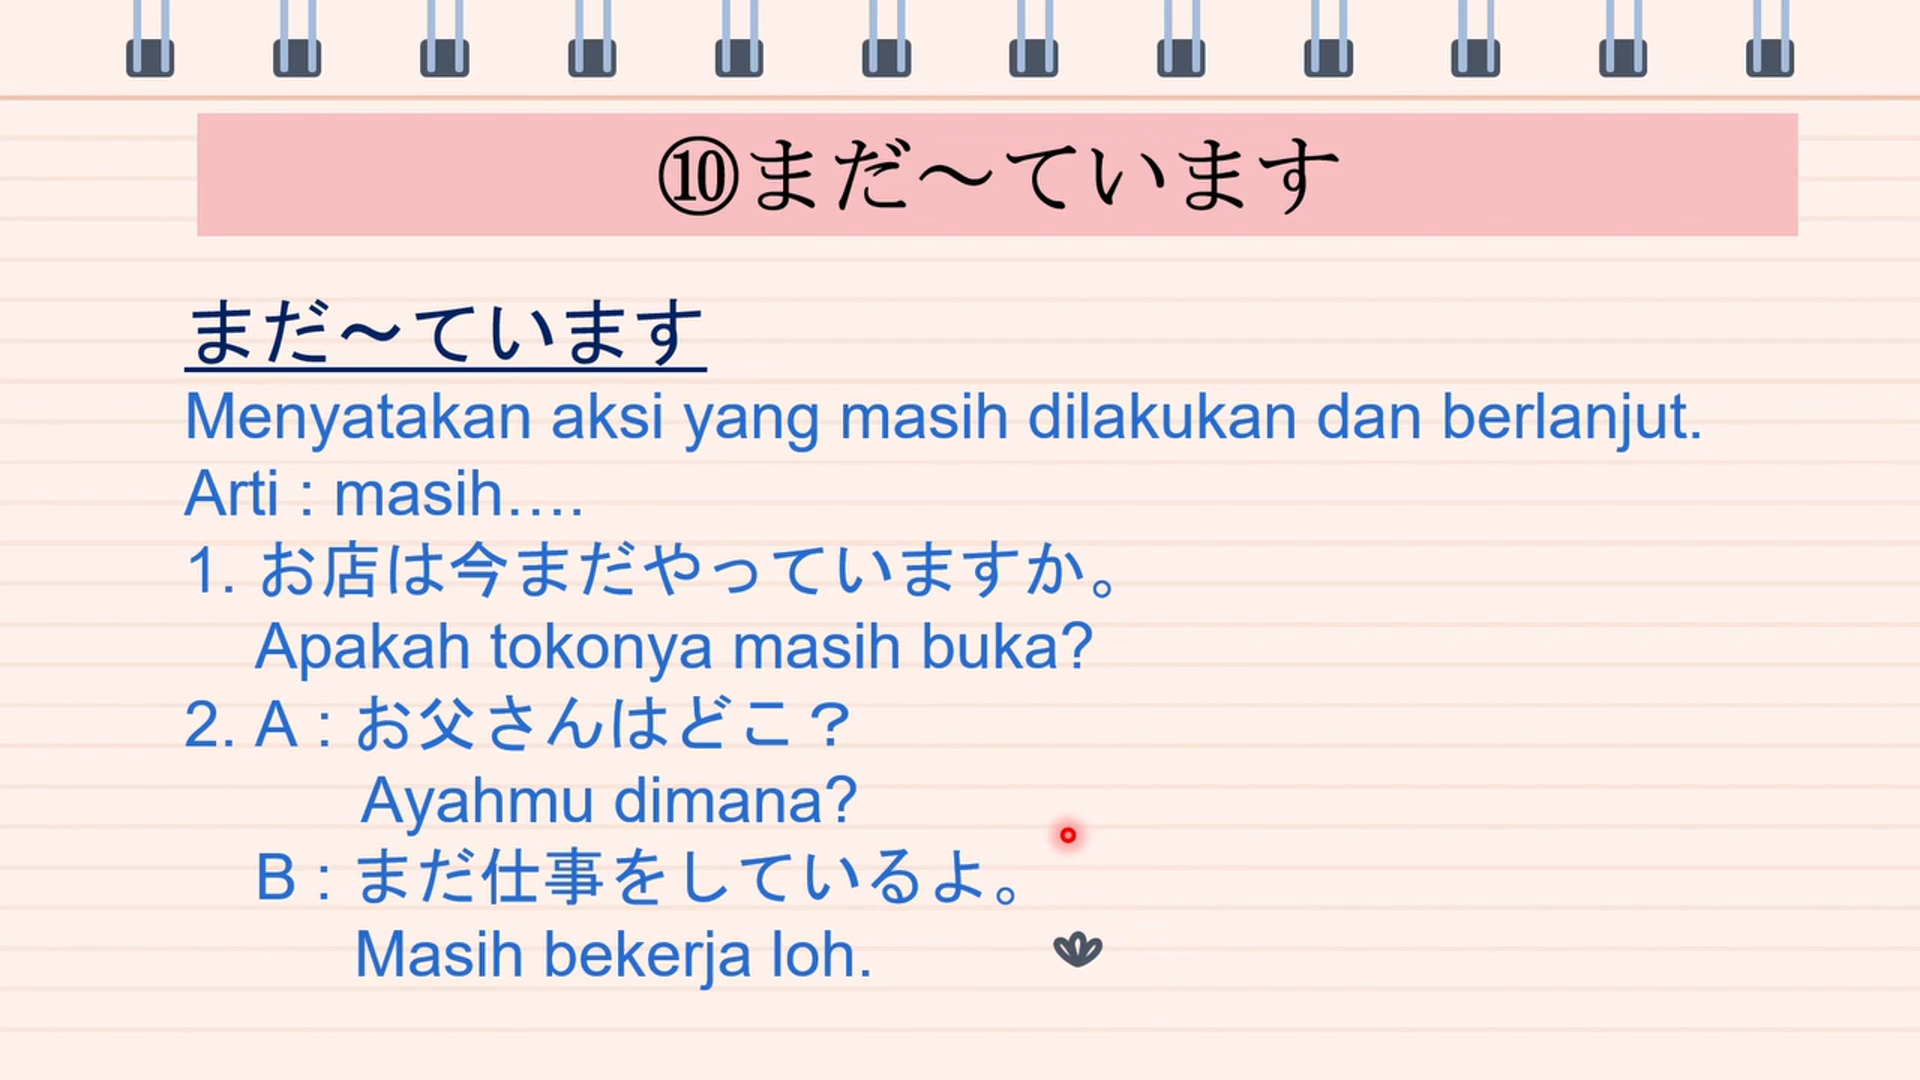 ⑩まだ～ています
まだ～ています
Menyatakan aksi yang masih dilakukan dan berlanjut.
Arti : masih….
1. お店は今まだやっていますか。
Apakah tokonya masih buka?
2. A : お父さんはどこ？
Ayahmu dimana?
B : まだ仕事をしているよ。
Masih bekerja loh.